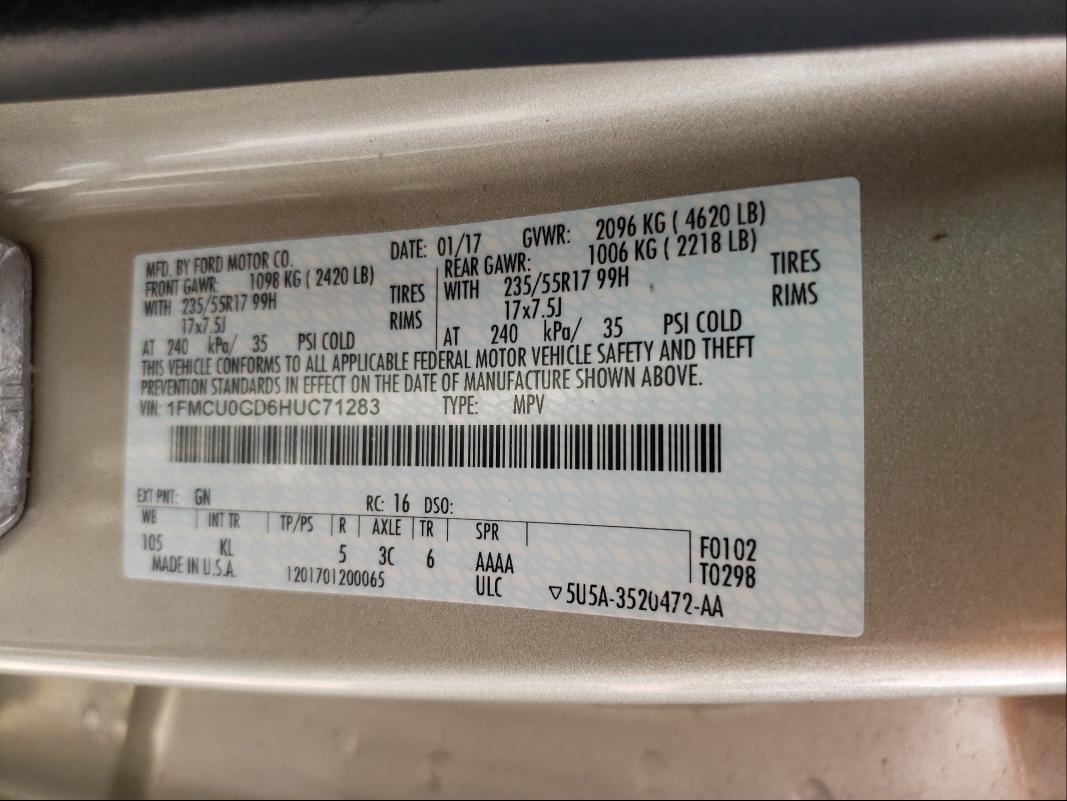 MFD. BY FORD MOTOR CO. DATE: 01/17 GVWR: 2096 KG ( 4620 LB)
FRONT GAWR: 1098 KG ( 2420 LB) REAR GAWR: 1006 KG ( 2218 LB)
WITH 235/55R17 99H TIRES WITH 235/55R17 99H TIRES
17x7.5J RIMS 17x7.5J RIMS
AT 240 kPa/ 35 PSI COLD AT 240 kPa/ 35 PSI COLD
THIS VEHICLE CONFORMS TO ALL APPLICABLE FEDERAL MOTOR VEHICLE SAFETY AND THEFT
PREVENTION STANDARDS IN EFFECT ON THE DATE OF MANUFACTURE SHOWN ABOVE.
VIN: 1FMCU0GD6HUC71283 TYPE: MPV
EXT PNT: GN RC: 16 DSO:
WB INT TR TP/PS R AXLE TR SPR
105 KL 5 3C 6 AAAA F0102
MADE IN U.S.A. 1201701200065 ULC T0298
▽5U5A-3520472-AA